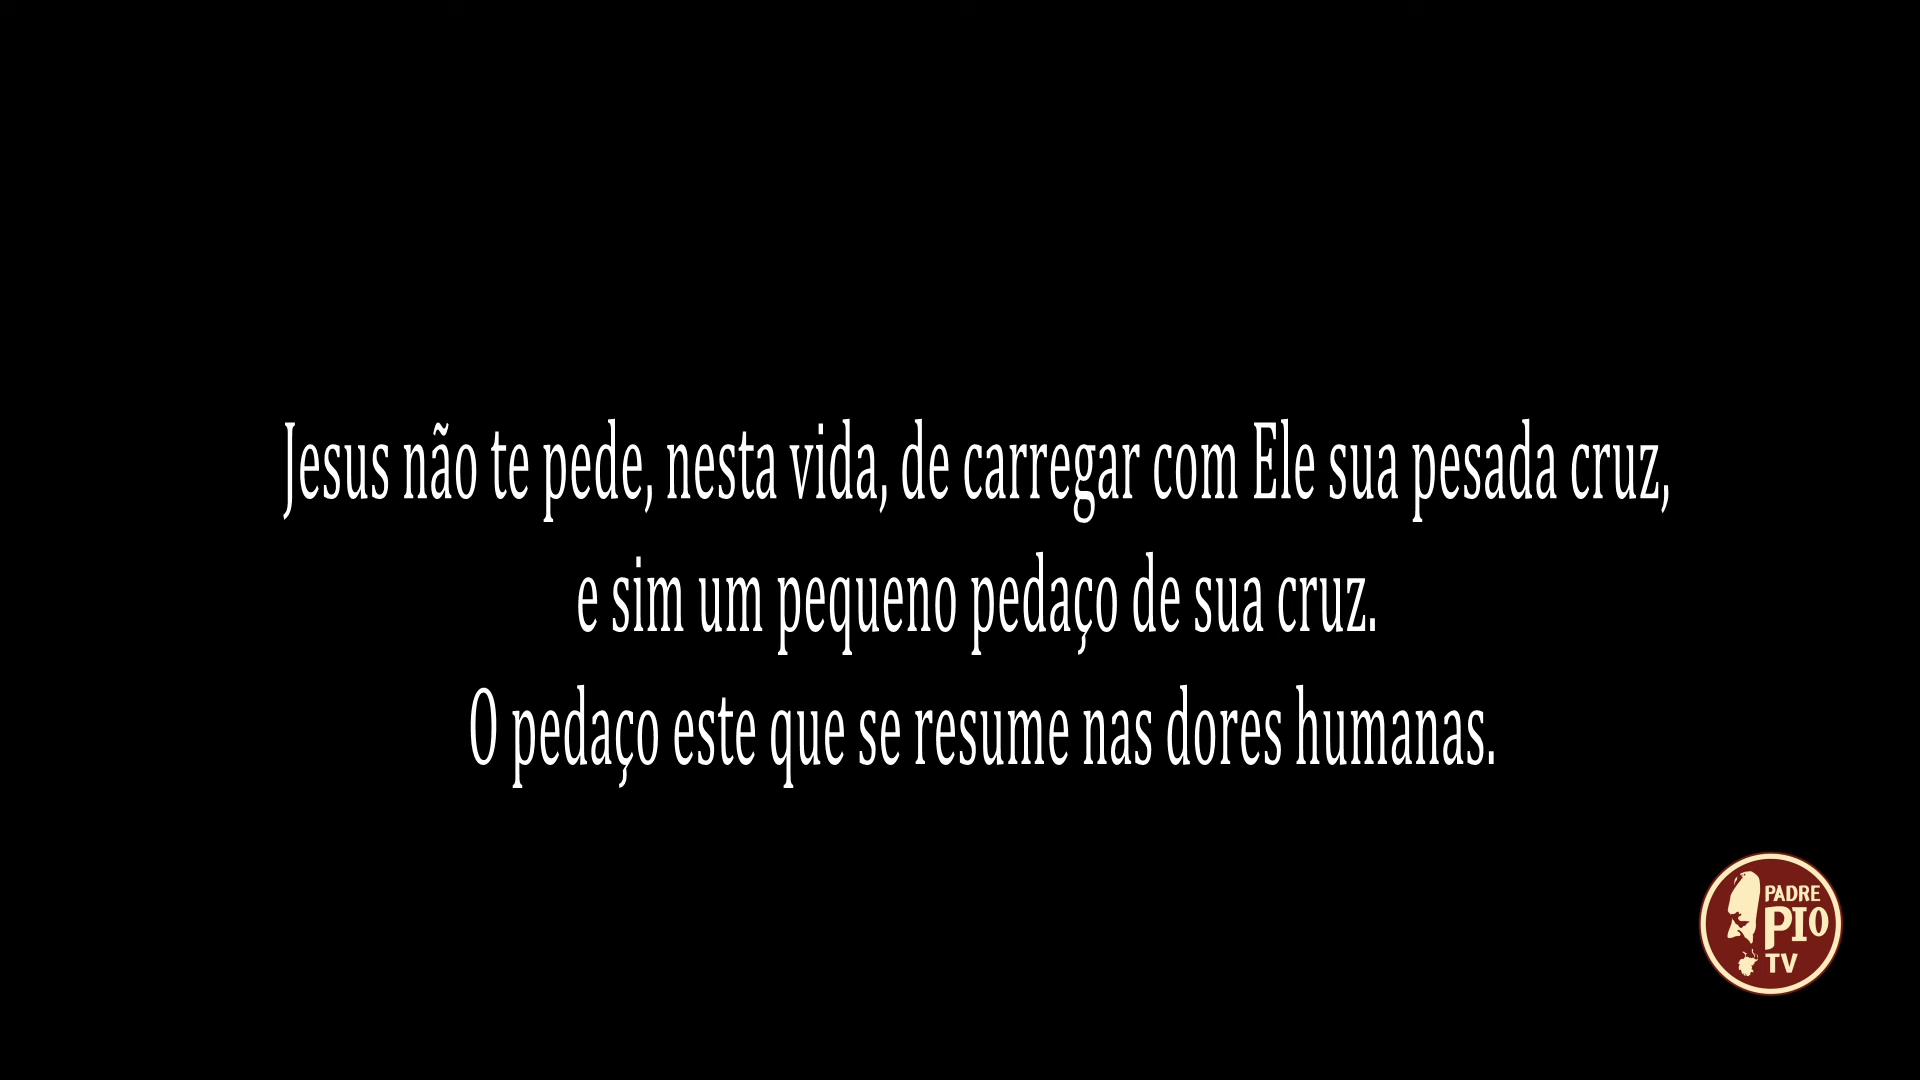 Jesus não te pede, nesta vida, de carregar com Ele sua pesada cruz,
e sim um pequeno pedaço de sua cruz.
O pedaço este que se resume nas dores humanas.
PADRE
PIO
TV